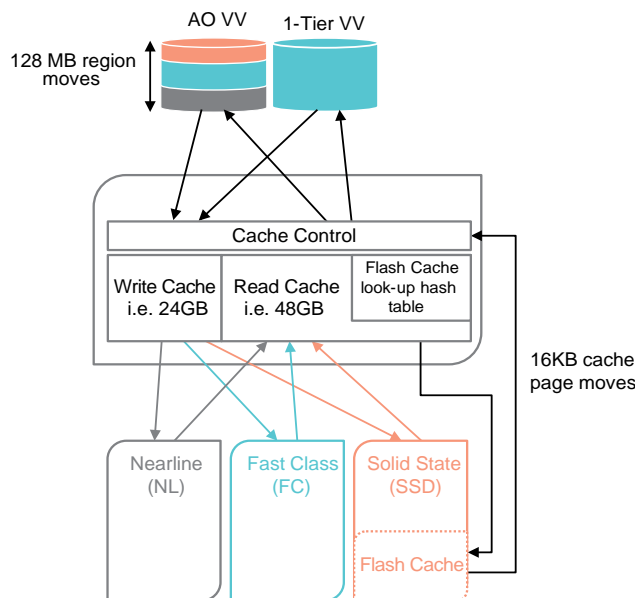 AO VV
1-Tier VV
128 MB region
moves
Cache Control
Write Cache
i.e. 24GB
Read Cache
i.e. 48GB
Flash Cache
look-up hash
table
16KB cache
page moves
Nearline
(NL)
Fast Class
(FC)
Solid State
(SSD)
Flash Cache